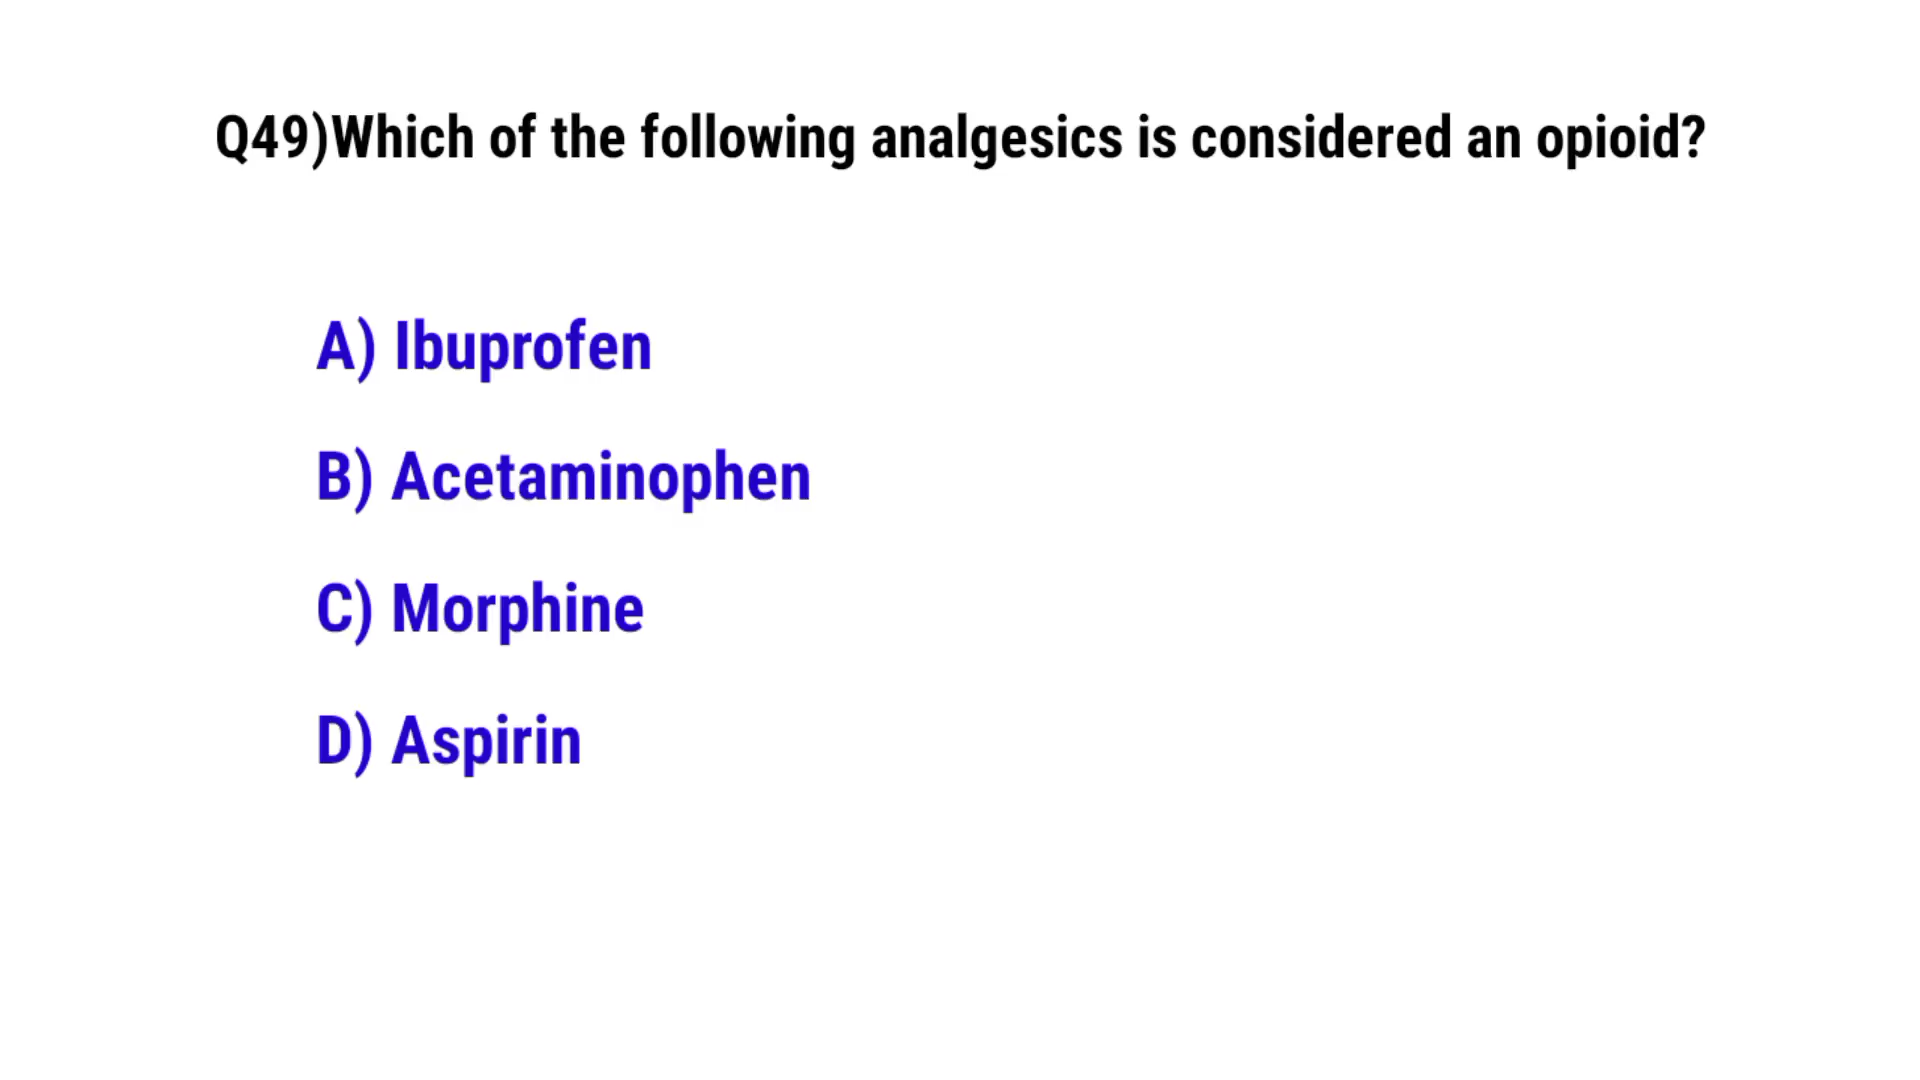 Q49)Which of the following analgesics is considered an opioid?
A) Ibuprofen
B) Acetaminophen
C) Morphine
D) Aspirin